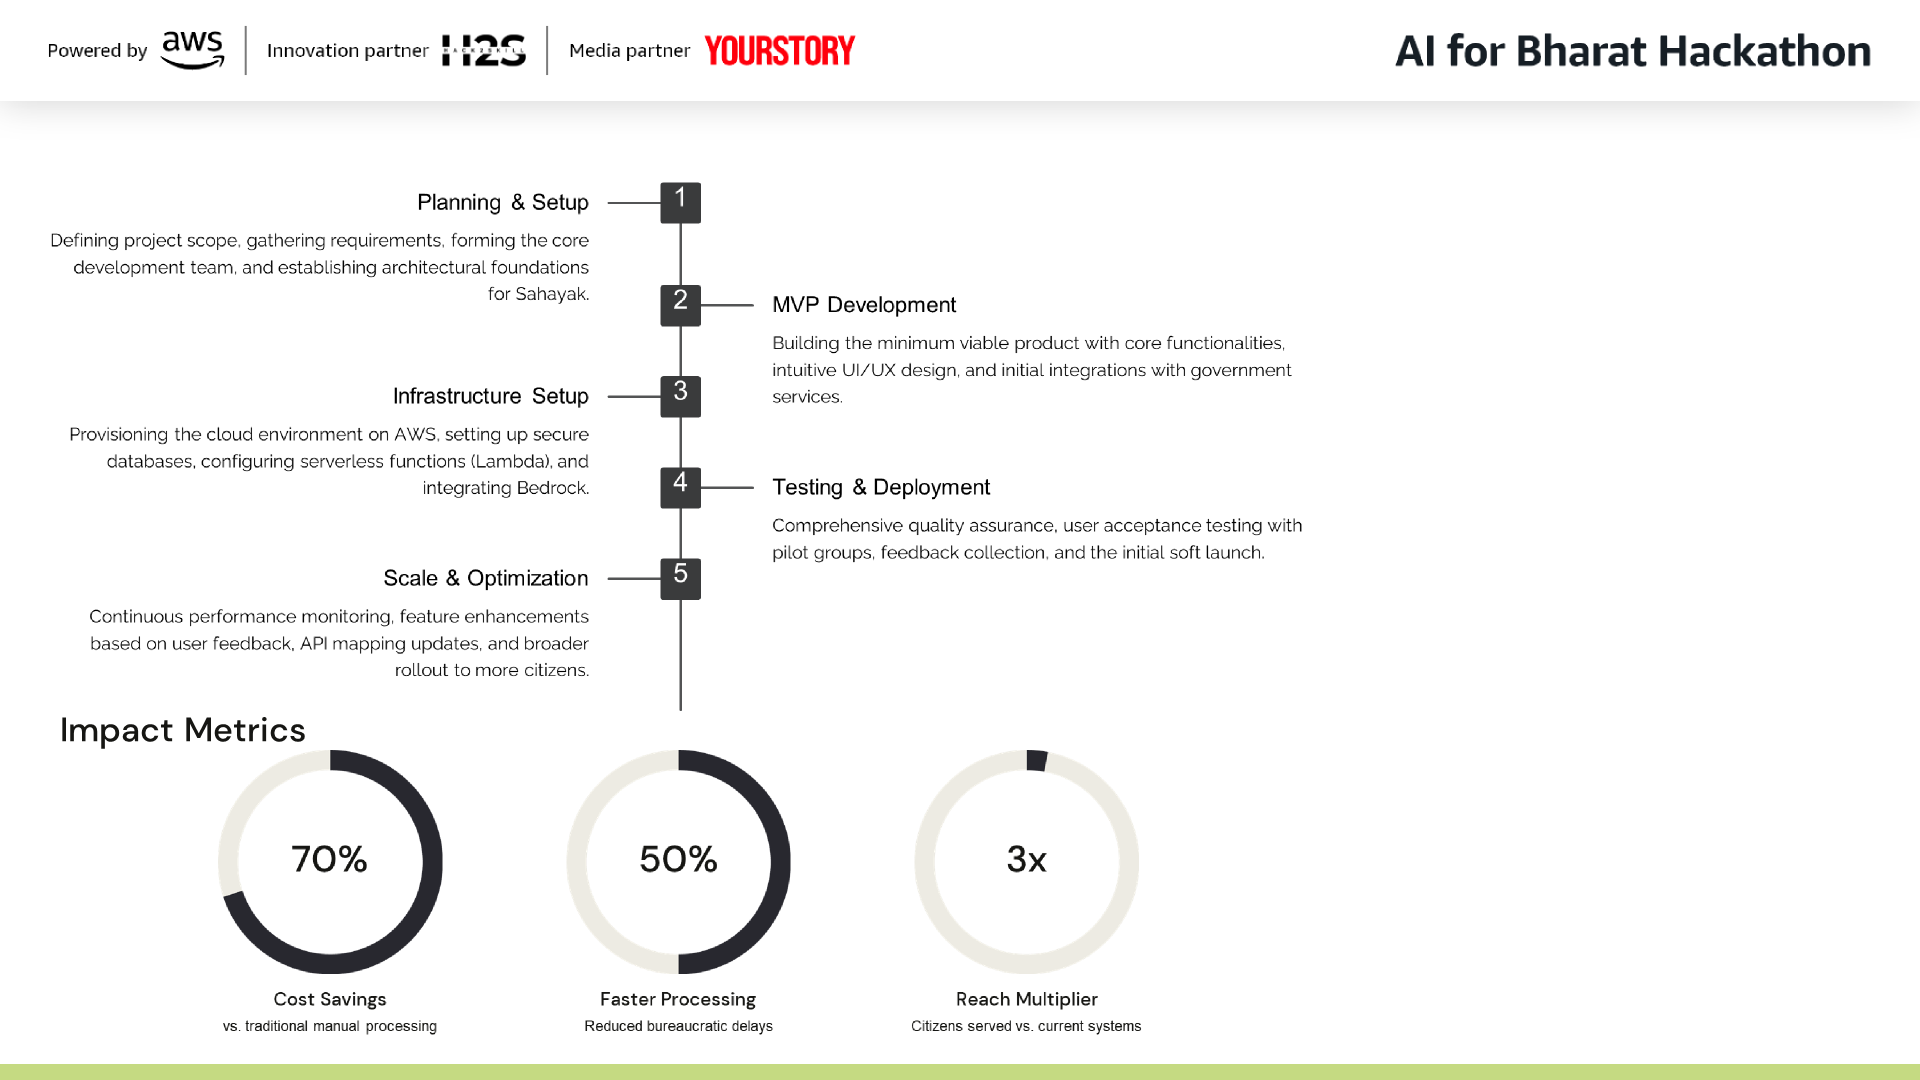 Powered by aws Innovation partner H2S HACK2SKILL Media partner YOURSTORY AI for Bharat Hackathon
1
Planning & Setup
Defining project scope, gathering requirements, forming the core
development team, and establishing architectural foundations
for Sahayak.
2
MVP Development
Building the minimum viable product with core functionalities,
intuitive UI/UX design, and initial integrations with government
services.
3
Infrastructure Setup
Provisioning the cloud environment on AWS, setting up secure
databases, configuring serverless functions (Lambda), and
integrating Bedrock.
4
Testing & Deployment
Comprehensive quality assurance, user acceptance testing with
pilot groups, feedback collection, and the initial soft launch.
5
Scale & Optimization
Continuous performance monitoring, feature enhancements
based on user feedback, API mapping updates, and broader
rollout to more citizens.
Impact Metrics
70%
Cost Savings
vs. traditional manual processing
50%
Faster Processing
Reduced bureaucratic delays
3x
Reach Multiplier
Citizens served vs. current systems